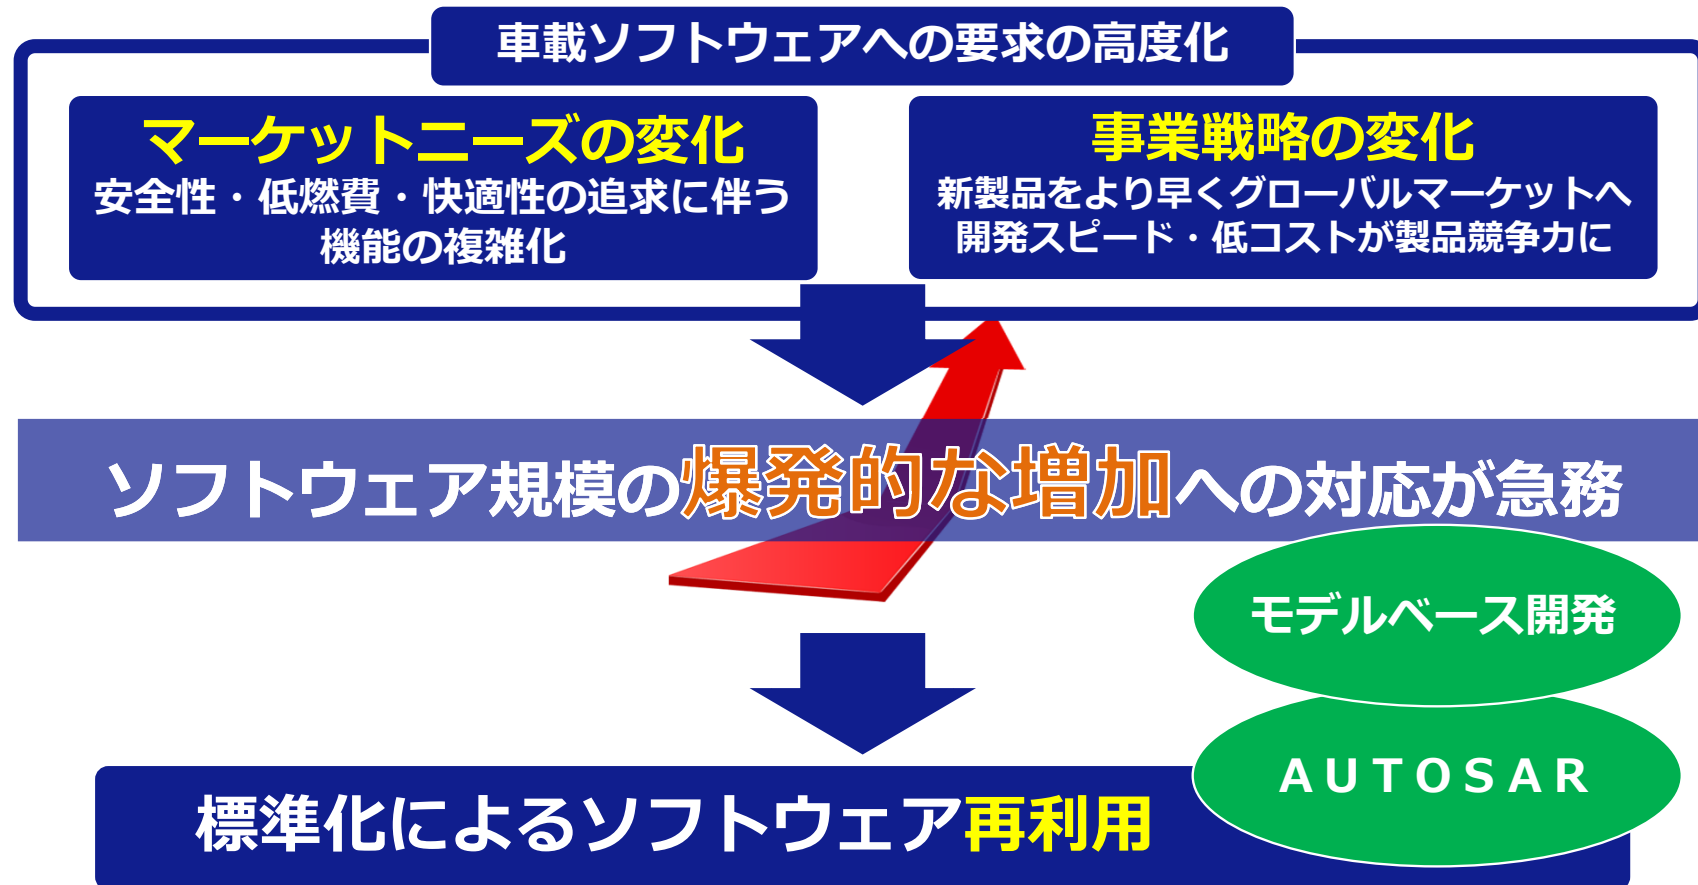 車載ソフトウェアへの要求の高度化
マーケットニーズの変化
安全性・低燃費・快適性の追求に伴う
機能の複雑化
事業戦略の変化
新製品をより早くグローバルマーケットへ
開発スピード・低コストが製品競争力に
ソフトウェア規模の爆発的な増加への対応が急務
モデルベース開発
ＡＵＴＯＳＡＲ
標準化によるソフトウェア再利用